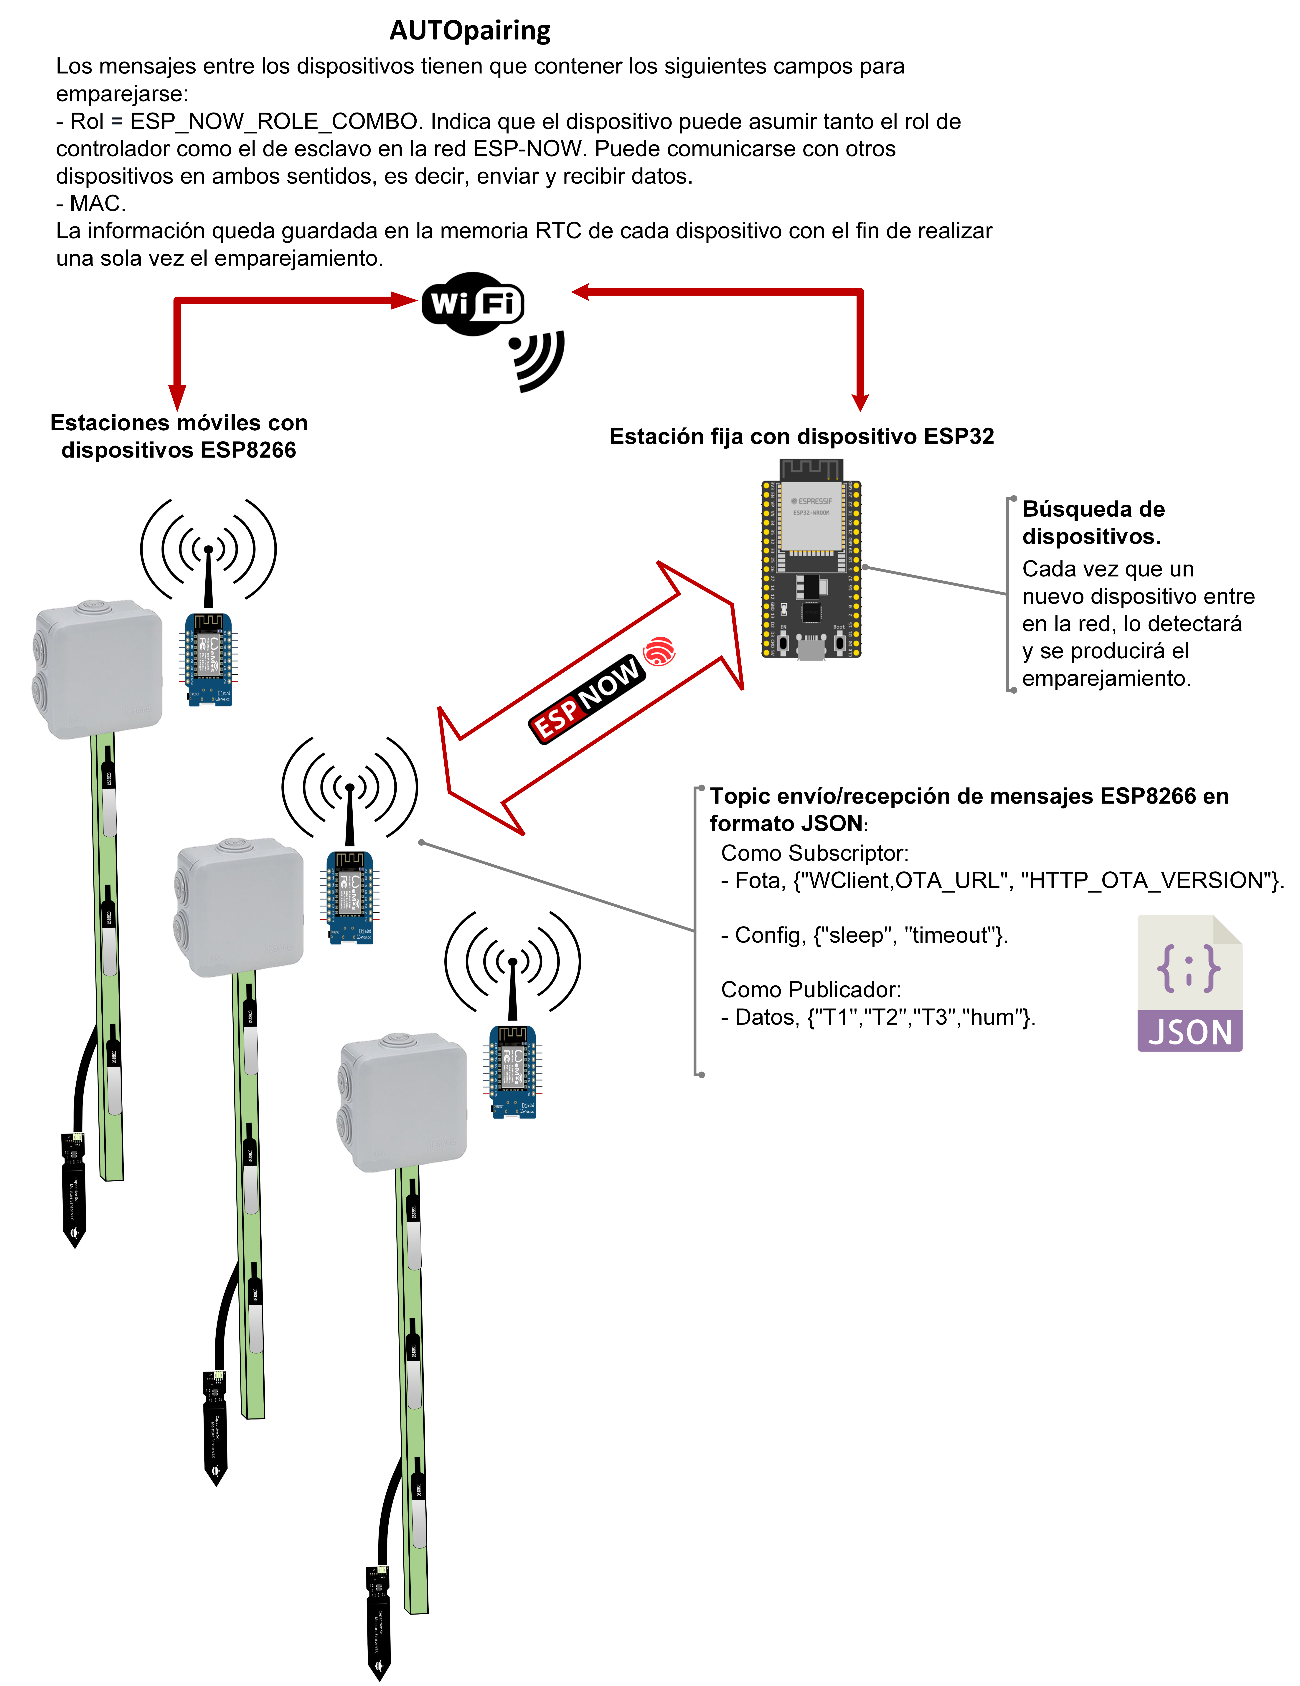 AUTOpairing
Los mensajes entre los dispositivos tienen que contener los siguientes campos para
emparejarse:
- Rol = ESP_NOW_ROLE_COMBO. Indica que el dispositivo puede asumir tanto el rol de
controlador como el de esclavo en la red ESP-NOW. Puede comunicarse con otros
dispositivos en ambos sentidos, es decir, enviar y recibir datos.
- MAC.
La información queda guardada en la memoria RTC de cada dispositivo con el fin de realizar
una sola vez el emparejamiento.
Wi Fi
Estaciones móviles con
dispositivos ESP8266
Estación fija con dispositivo ESP32
ESPRESSIF
ESP32-WROOM
Boot
Búsqueda de
dispositivos.
Cada vez que un
nuevo dispositivo entre
en la red, lo detectará
y se producirá el
emparejamiento.
ESP NOW
Topic envío/recepción de mensajes ESP8266 en
formato JSON:
Como Subscriptor:
- Fota, {"WClient,OTA_URL", "HTTP_OTA_VERSION"}.
- Config, {"sleep", "timeout"}.
Como Publicador:
- Datos, {"T1","T2","T3","hum"}.
{;}
JSON